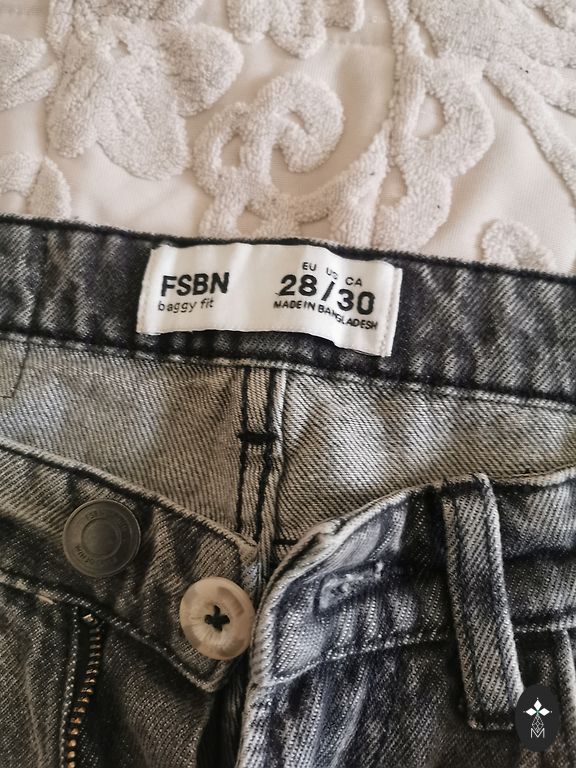 FSBN
baggy fit
EU US CA
28/30
MADE IN BANGLADESH
M